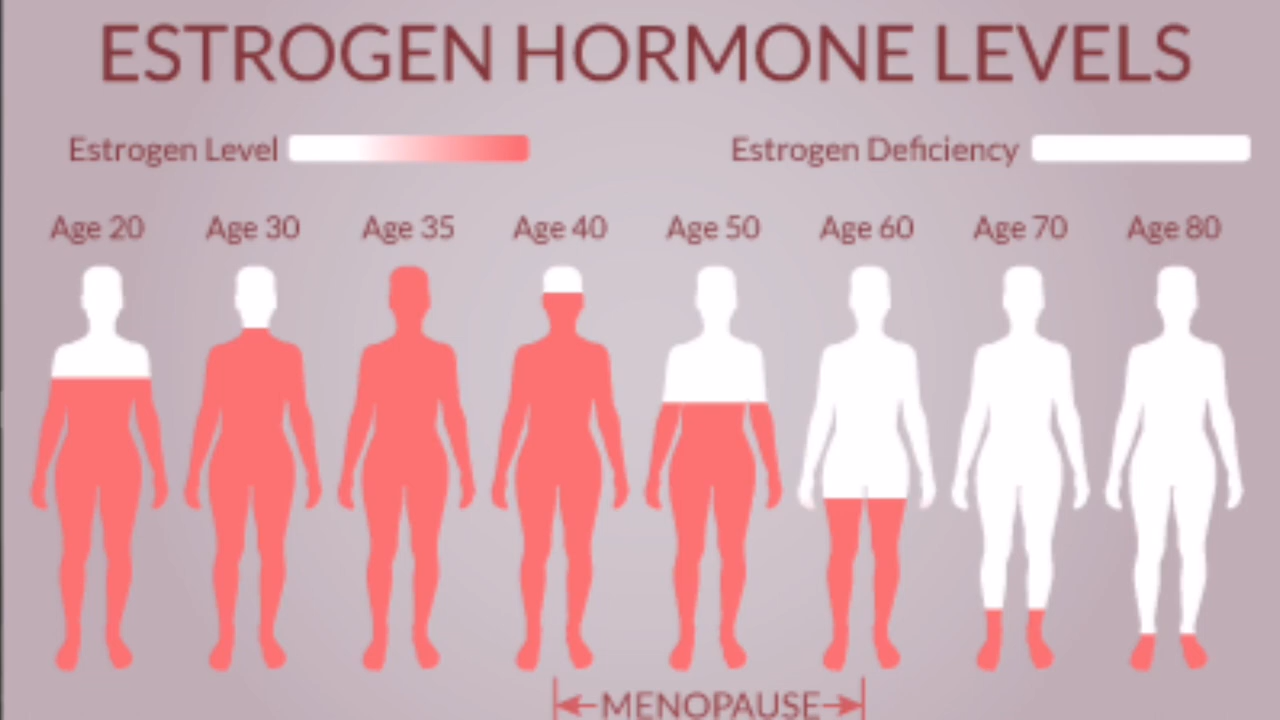 ESTROGEN HORMONE LEVELS
Estrogen Level Estrogen Deficiency
Age 20 Age 30 Age 35 Age 40 Age 50 Age 60 Age 70 Age 80
MENOPAUSE